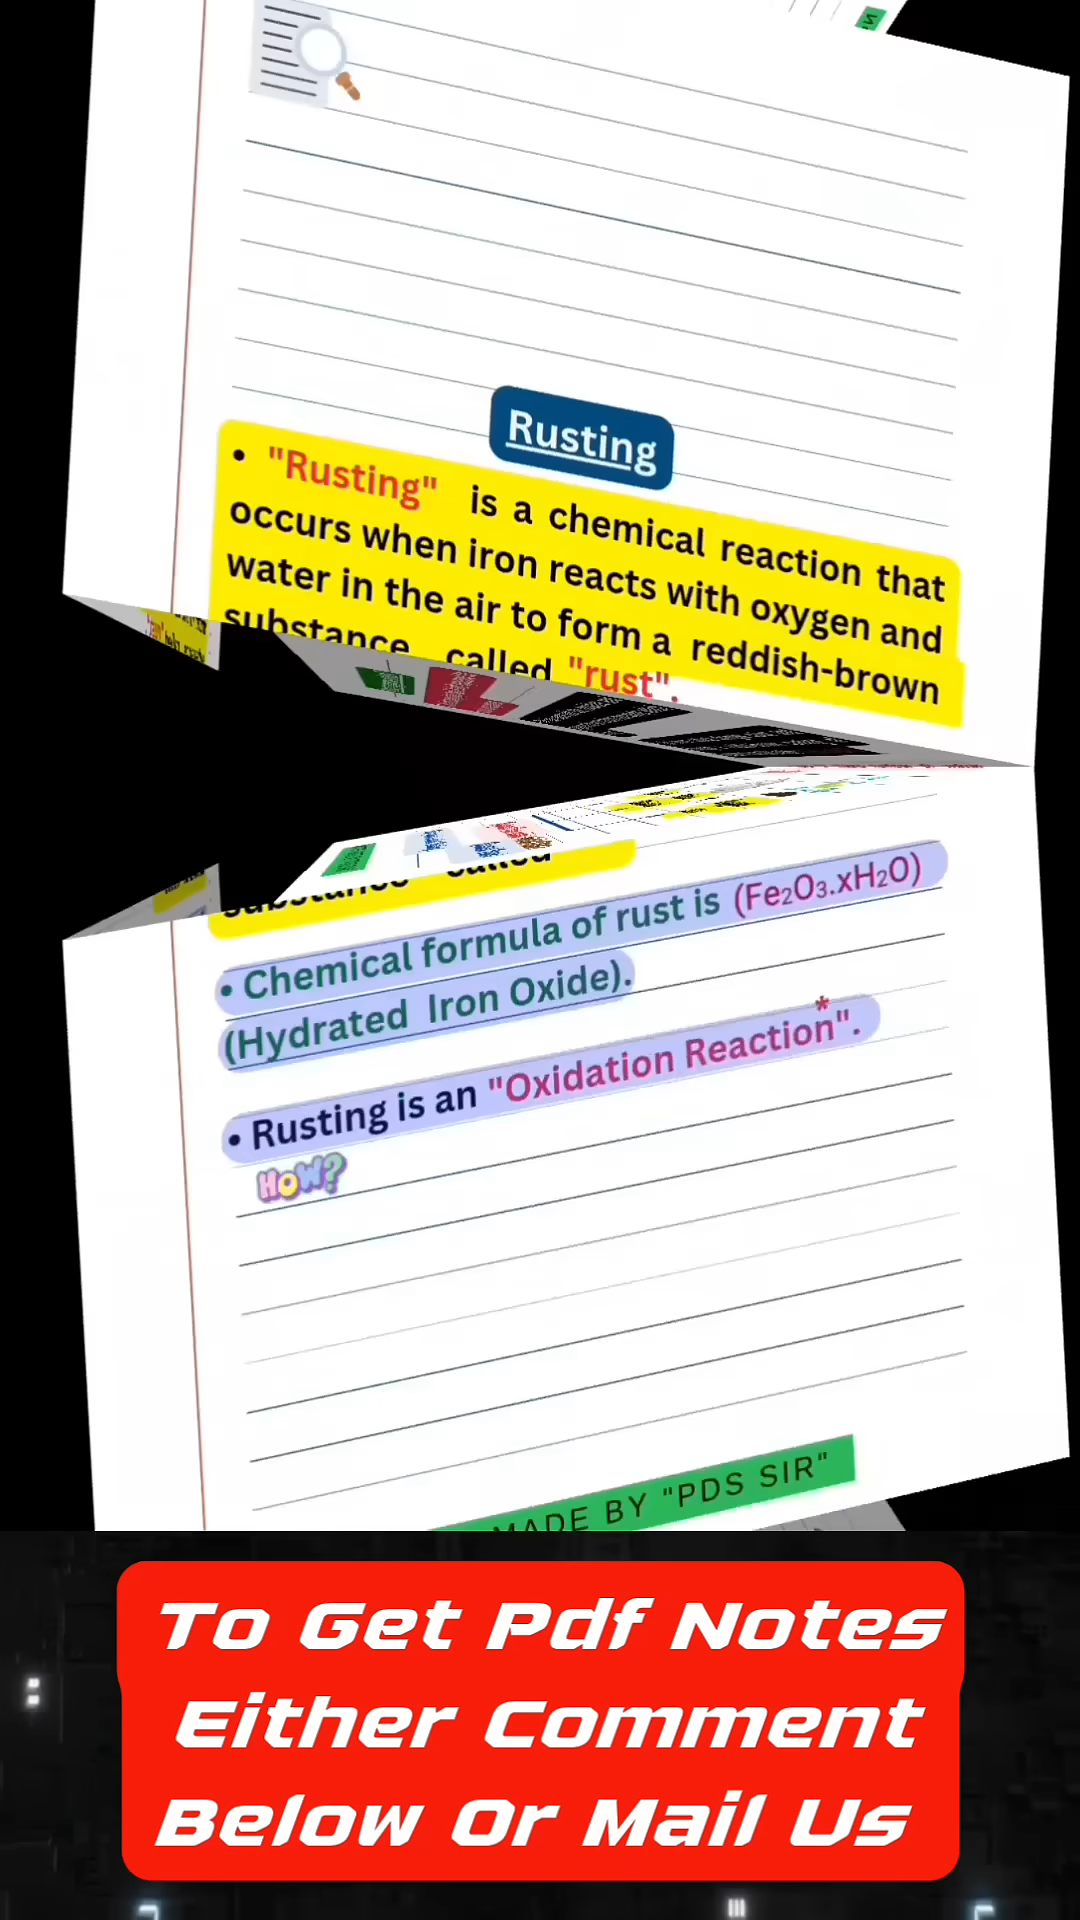 Rusting
• "Rusting" is a chemical reaction that
occurs when iron reacts with oxygen and
water in the air to form a reddish-brown
substance called "rust".
substance called
• Chemical formula of rust is (Fe₂O₃.xH₂O)
(Hydrated Iron Oxide).
• Rusting is an "Oxidation Reaction*".
HOW?
MADE BY "PDS SIR"
To Get Pdf Notes
Either Comment
Below Or Mail Us